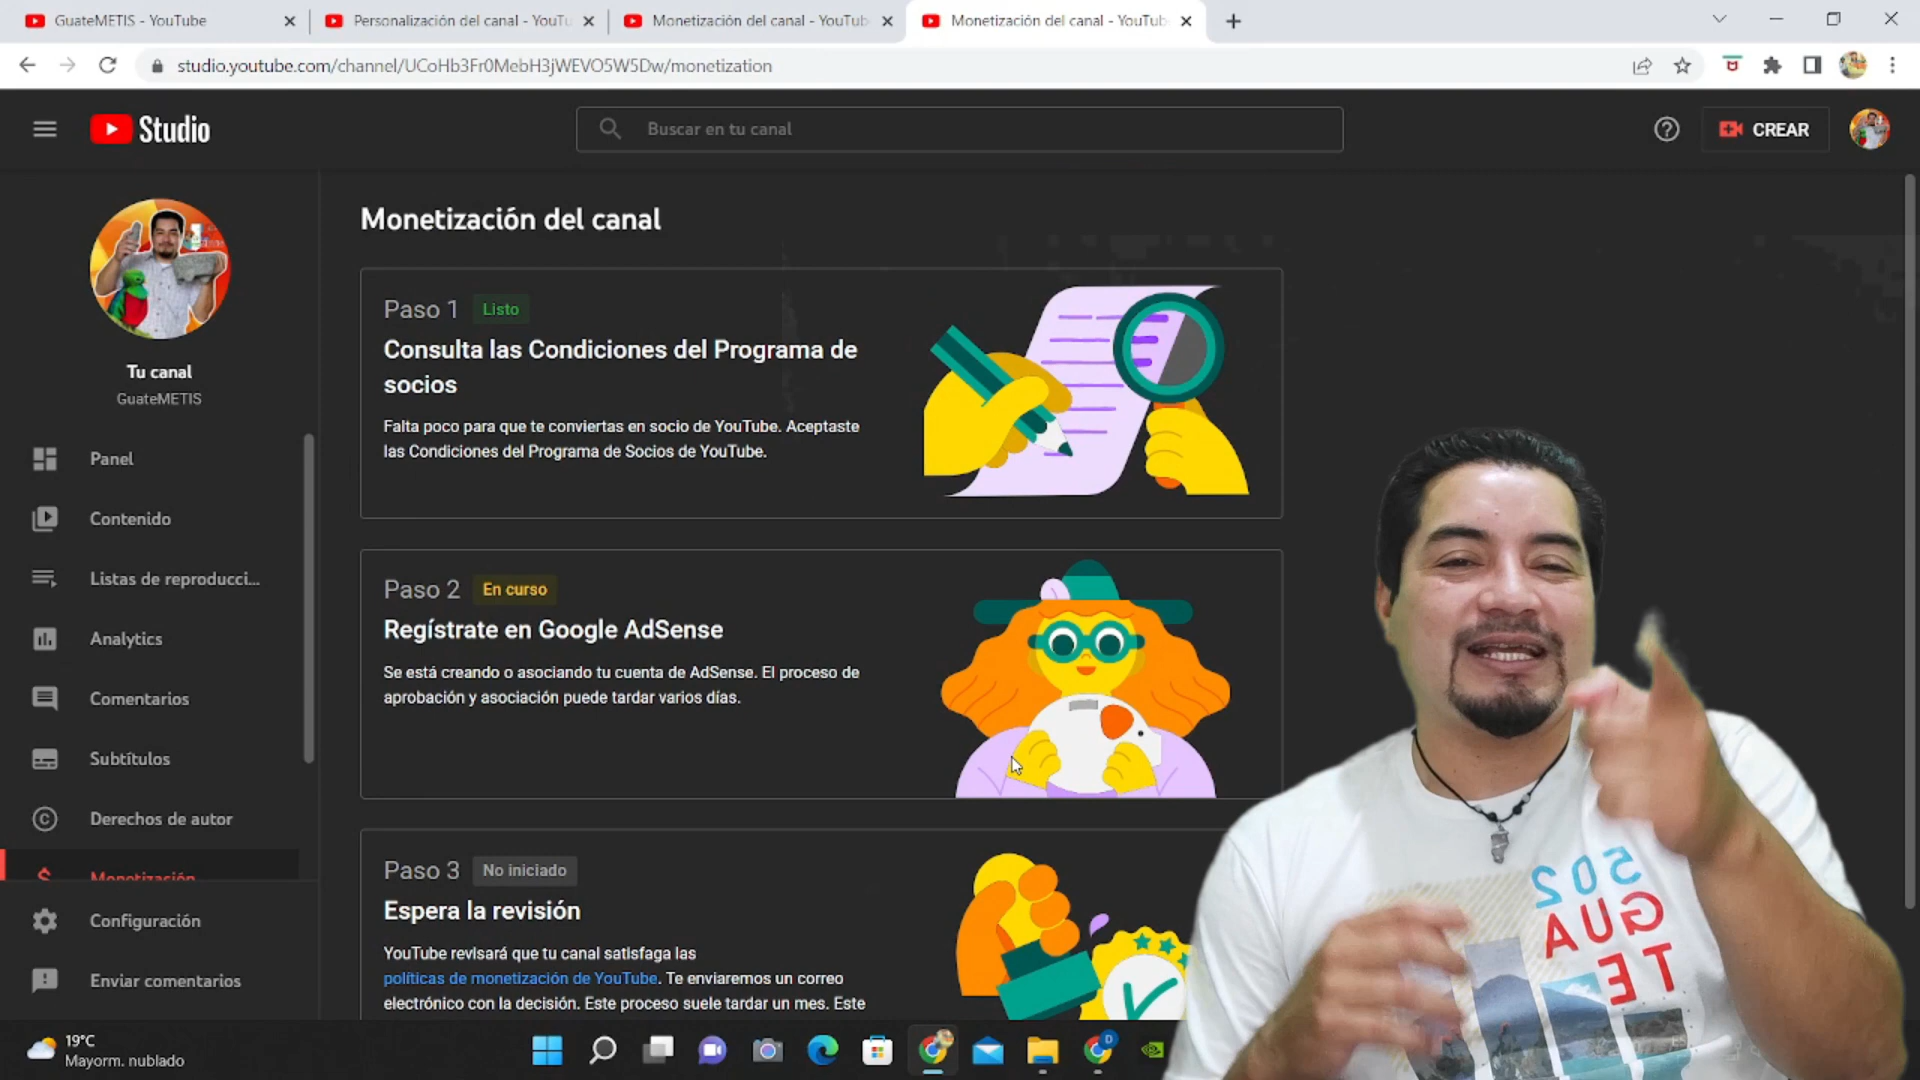 GuateMETIS - YouTube
Personalización del canal - YouTu
Monetización del canal - YouTub
Monetización del canal - YouTub
studio.youtube.com/channel/UCoHb3Fr0MebH3jWEVO5W5Dw/monetization
Studio
Buscar en tu canal
CREAR
Tu canal
GuateMETIS
Panel
Contenido
Listas de reproducci...
Analytics
Comentarios
Subtítulos
Derechos de autor
Monetización
Configuración
Enviar comentarios
Monetización del canal
Paso 1 Listo
Consulta las Condiciones del Programa de
socios
Falta poco para que te conviertas en socio de YouTube. Aceptaste
las Condiciones del Programa de Socios de YouTube.
Paso 2 En curso
Regístrate en Google AdSense
Se está creando o asociando tu cuenta de AdSense. El proceso de
aprobación y asociación puede tardar varios días.
Paso 3 No iniciado
Espera la revisión
YouTube revisará que tu canal satisfaga las
políticas de monetización de YouTube. Te enviaremos un correo
electrónico con la decisión. Este proceso suele tardar un mes. Este
502
GUA
TE
19°C
Mayorm. nublado